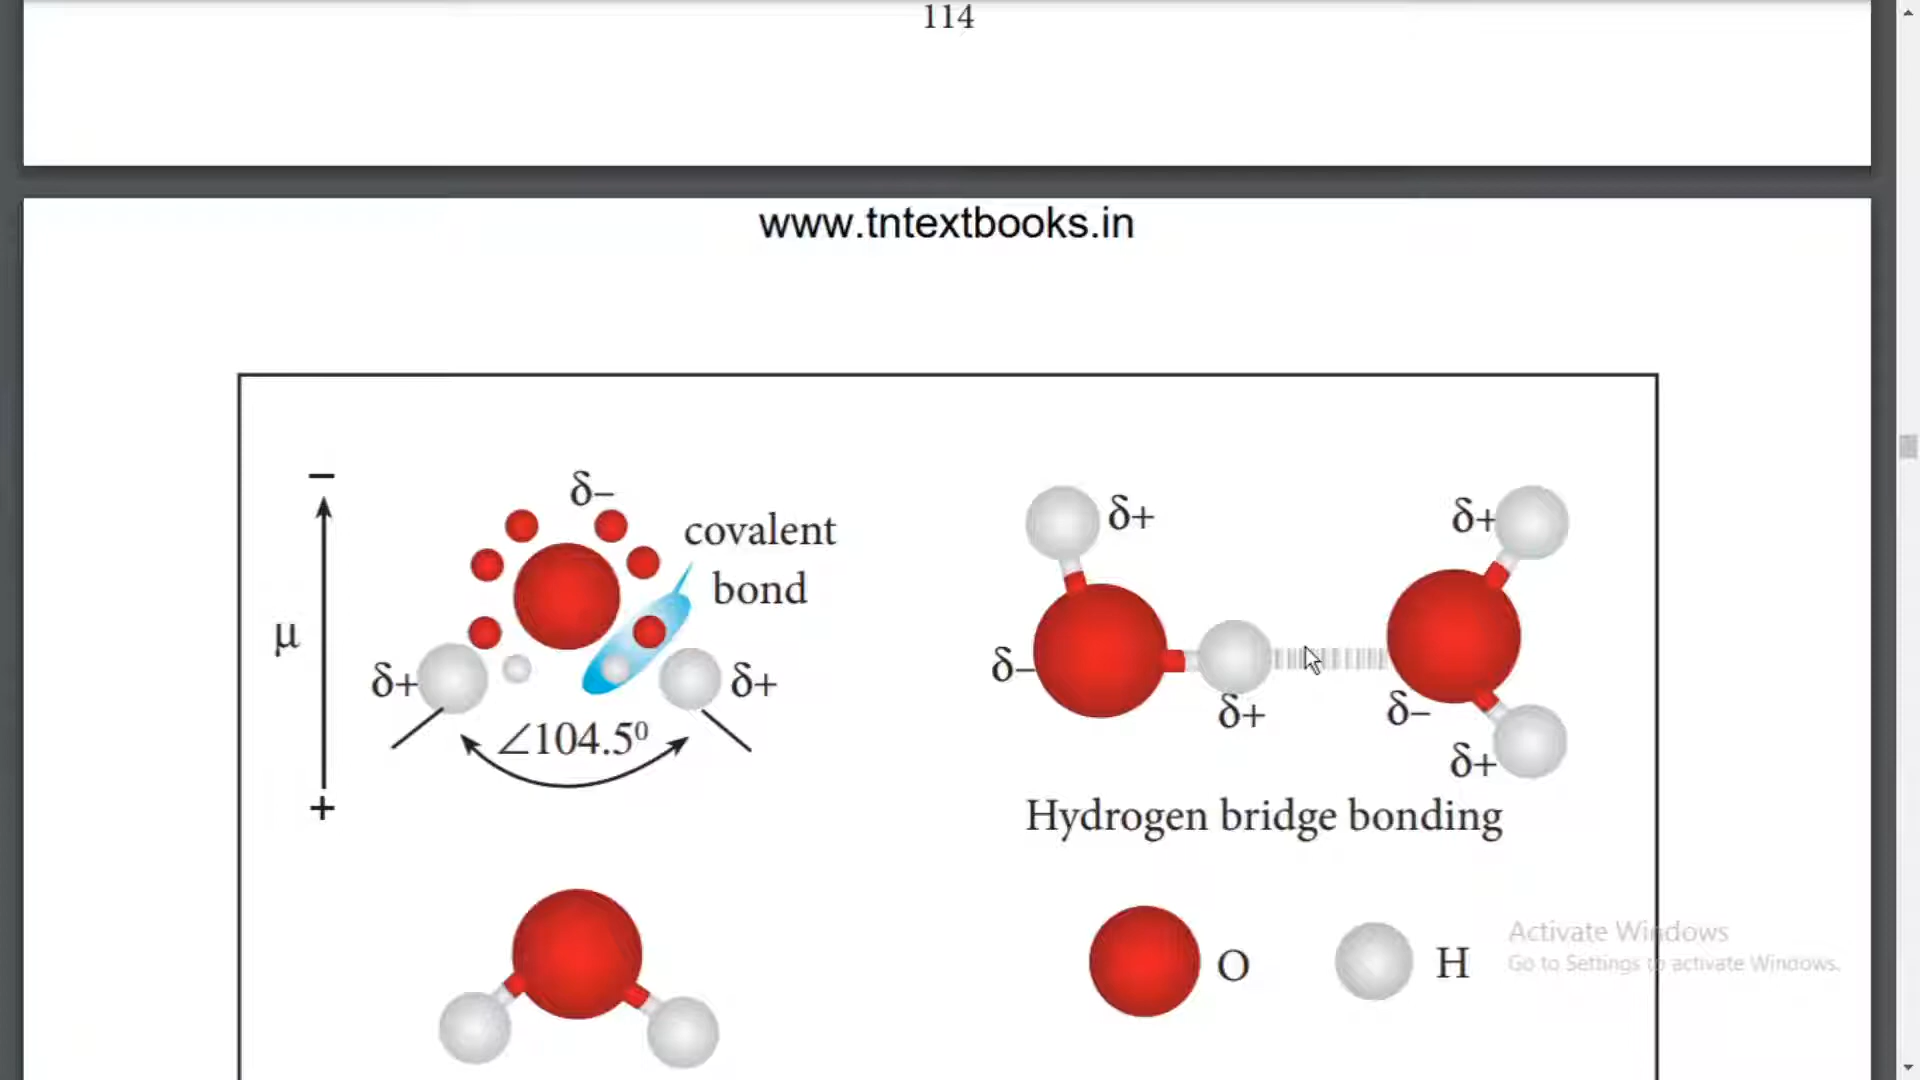 114
www.tntextbooks.in
−
δ–
covalent
bond
μ
δ+
δ+
∠104.5⁰
+
δ+
δ+
δ–
δ+
δ–
δ+
Hydrogen bridge bonding
O
H
Activate Windows
Go to Settings to activate Windows.